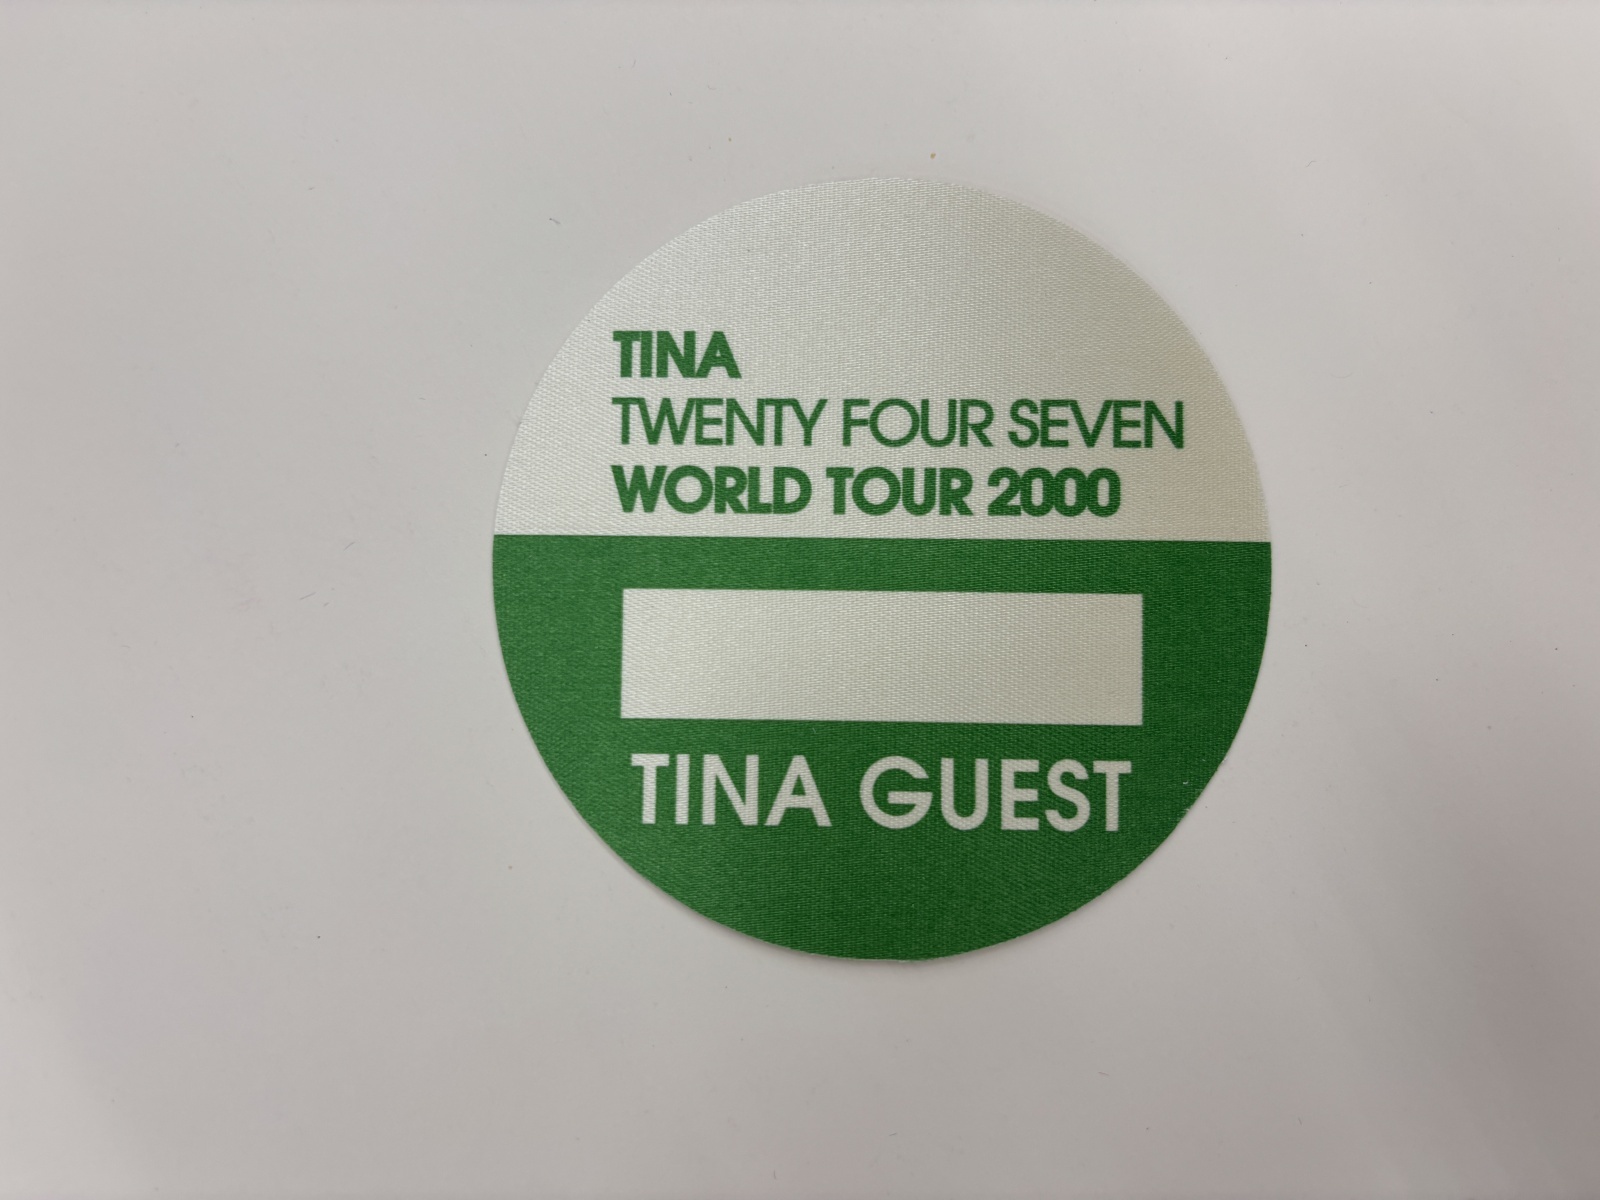 TINA
TWENTY FOUR SEVEN
WORLD TOUR 2000
TINA GUEST